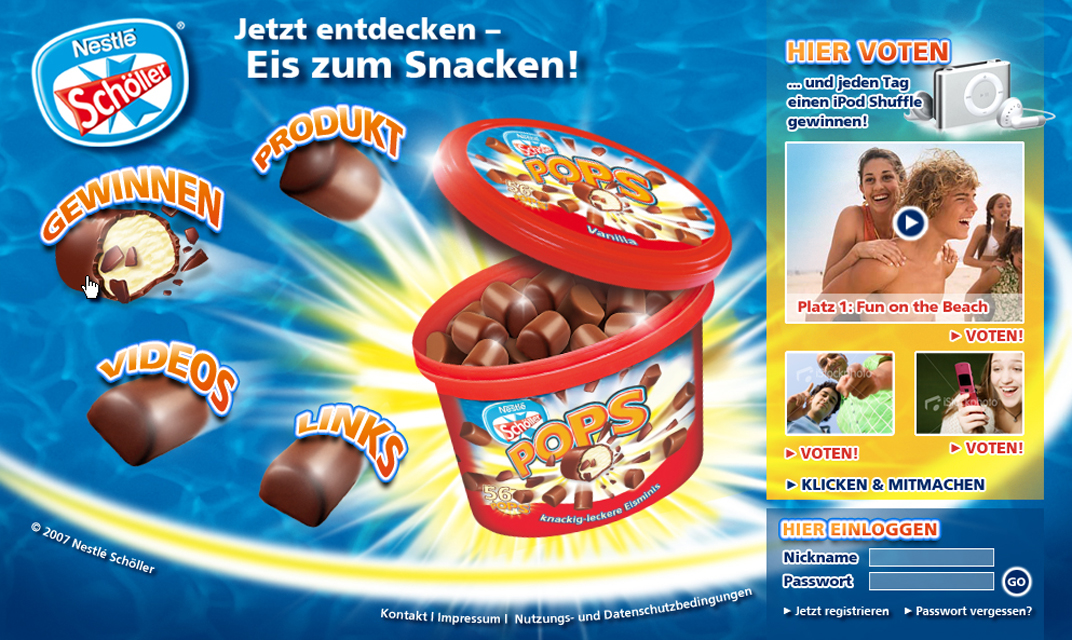 Nestlé
Schöller
®
Jetzt entdecken –
Eis zum Snacken!
PRODUKT
GEWINNEN
VIDEOS
LINKS
Nestlé
Schöller
POPS
56
Vanilla
Nestlé
Schöller
POPS
56
knackig-leckere Eisminis
HIER VOTEN
... und jeden Tag
einen iPod Shuffle
gewinnen!
Platz 1: Fun on the Beach
VOTEN!
iStockphoto
iStockphoto
VOTEN!
VOTEN!
KLICKEN & MITMACHEN
HIER EINLOGGEN
Nickname
Passwort
GO
Jetzt registrieren
Passwort vergessen?
© 2007 Nestlé Schöller
Kontakt | Impressum | Nutzungs- und Datenschutzbedingungen